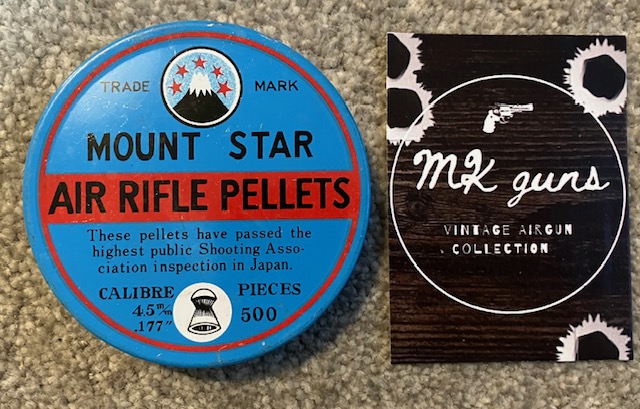 TRADE MARK
MOUNT STAR
AIR RIFLE PELLETS
These pellets have passed the
highest public Shooting Asso-
ciation inspection in Japan.
CALIBRE PIECES
4.5 m/m 500
.177"
MK guns
VINTAGE AIRGUN
COLLECTION